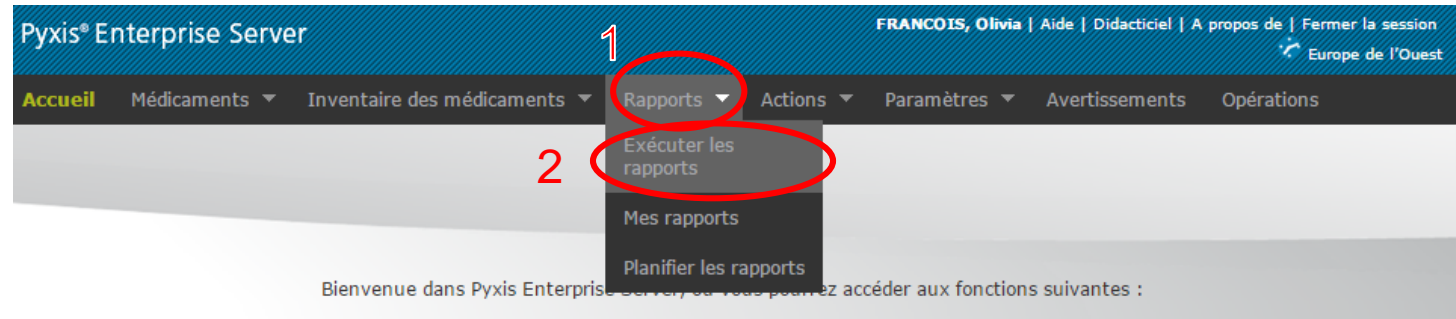 Pyxis® Enterprise Server
FRANCOIS, Olivia | Aide | Didacticiel | A propos de | Fermer la session
Europe de l'Ouest
1
Accueil Médicaments Inventaire des médicaments Rapports Actions Paramètres Avertissements Opérations
2
Exécuter les
rapports
Mes rapports
Planifier les rapports
Bienvenue dans Pyxis Enterprise Server, où vous pourrez accéder aux fonctions suivantes :